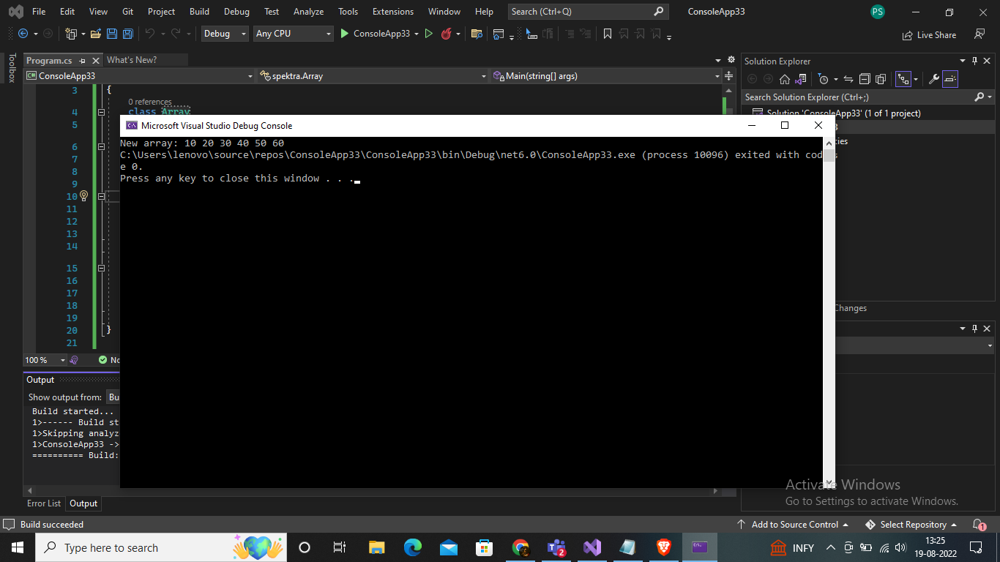 File Edit View Git Project Build Debug Test Analyze Tools Extensions Window Help Search (Ctrl+Q) ConsoleApp33 PS
Debug Any CPU ConsoleApp33 Live Share
Toolbox
Program.cs What's New?
ConsoleApp33 spektra.Array Main(string[] args)
3 {
0 references
4 class Array
5
6
7
8
9
10
11
12
13
14
15
16
17
18
19
20 }
21
100 %
Microsoft Visual Studio Debug Console
New array: 10 20 30 40 50 60
C:\Users\lenovo\source\repos\ConsoleApp33\ConsoleApp33\bin\Debug\net6.0\ConsoleApp33.exe (process 10096) exited with cod
e 0.
Press any key to close this window . . .
Solution Explorer
Search Solution Explorer (Ctrl+;)
Solution 'ConsoleApp33' (1 of 1 project)
Changes
Output
Show output from:
Build started...
1>------ Build st
1>Skipping analyz
1>ConsoleApp33 ->
========== Build:
Error List Output
Activate Windows
Go to Settings to activate Windows.
Build succeeded Add to Source Control Select Repository 1
Type here to search 2 INFY 13:25
19-08-2022